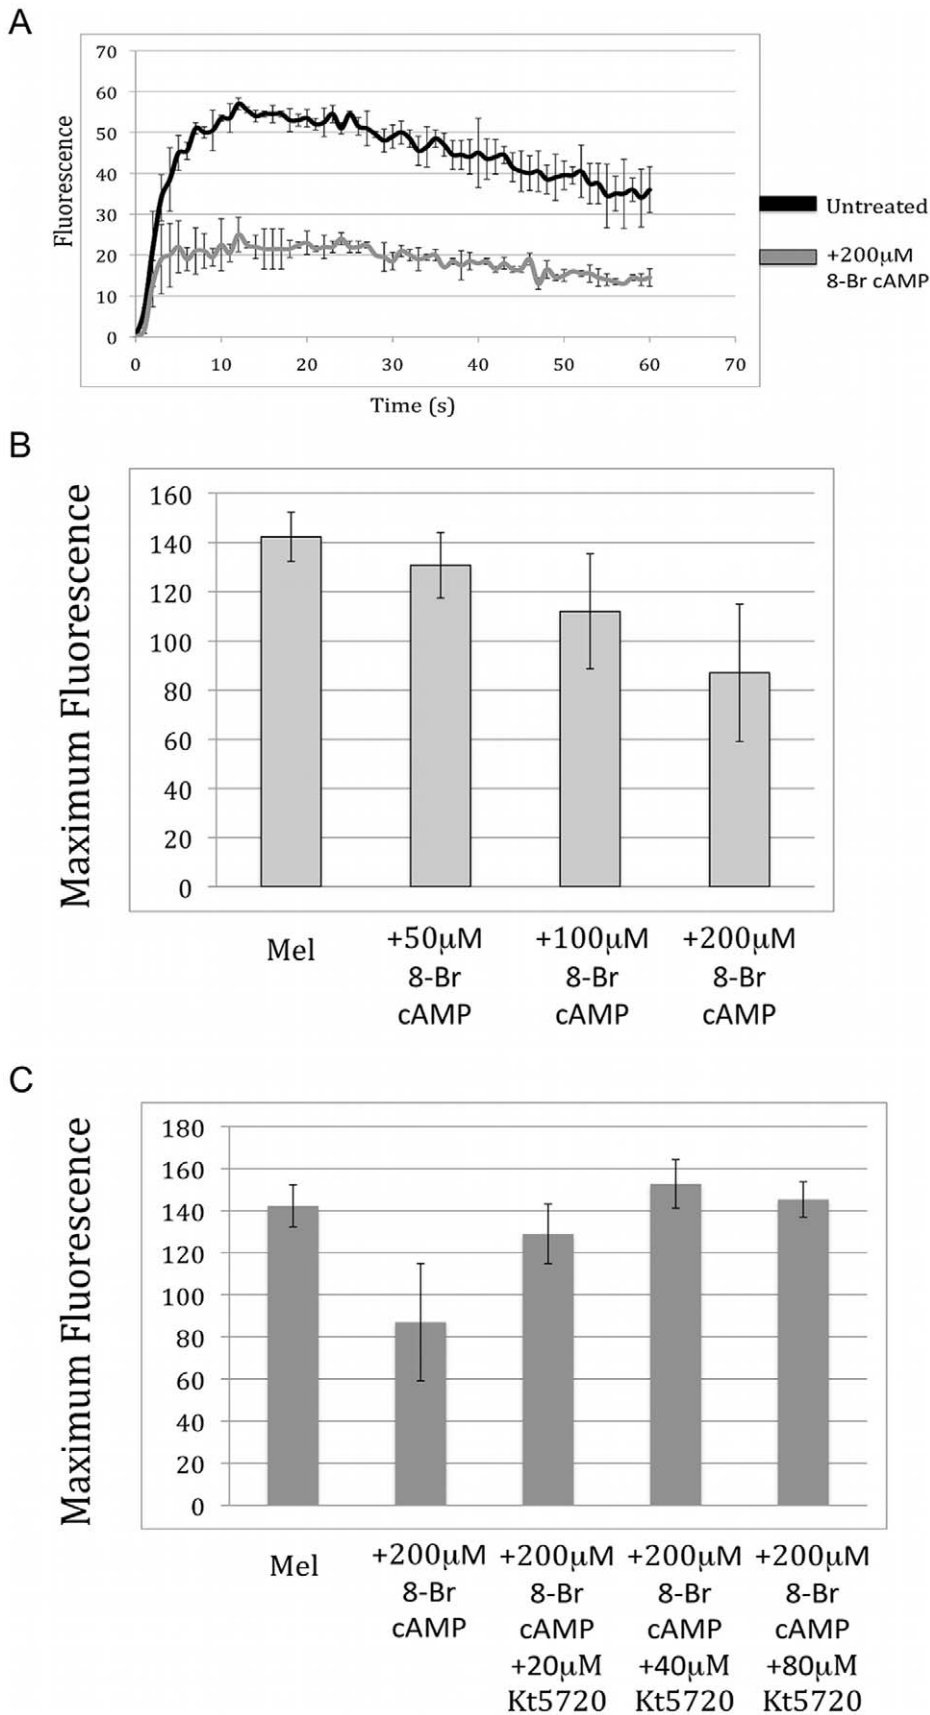 A
Fluorescence
70
60
50
40
30
20
10
0
0 10 20 30 40 50 60 70
Time (s)
Untreated
+200μM
8-Br cAMP
B
Maximum Fluorescence
160
140
120
100
80
60
40
20
0
Mel
+50μM
8-Br
cAMP
+100μM
8-Br
cAMP
+200μM
8-Br
cAMP
C
Maximum Fluorescence
180
160
140
120
100
80
60
40
20
0
Mel
+200μM
8-Br
cAMP
+200μM
8-Br
cAMP
+20μM
Kt5720
+200μM
8-Br
cAMP
+40μM
Kt5720
+200μM
8-Br
cAMP
+80μM
Kt5720